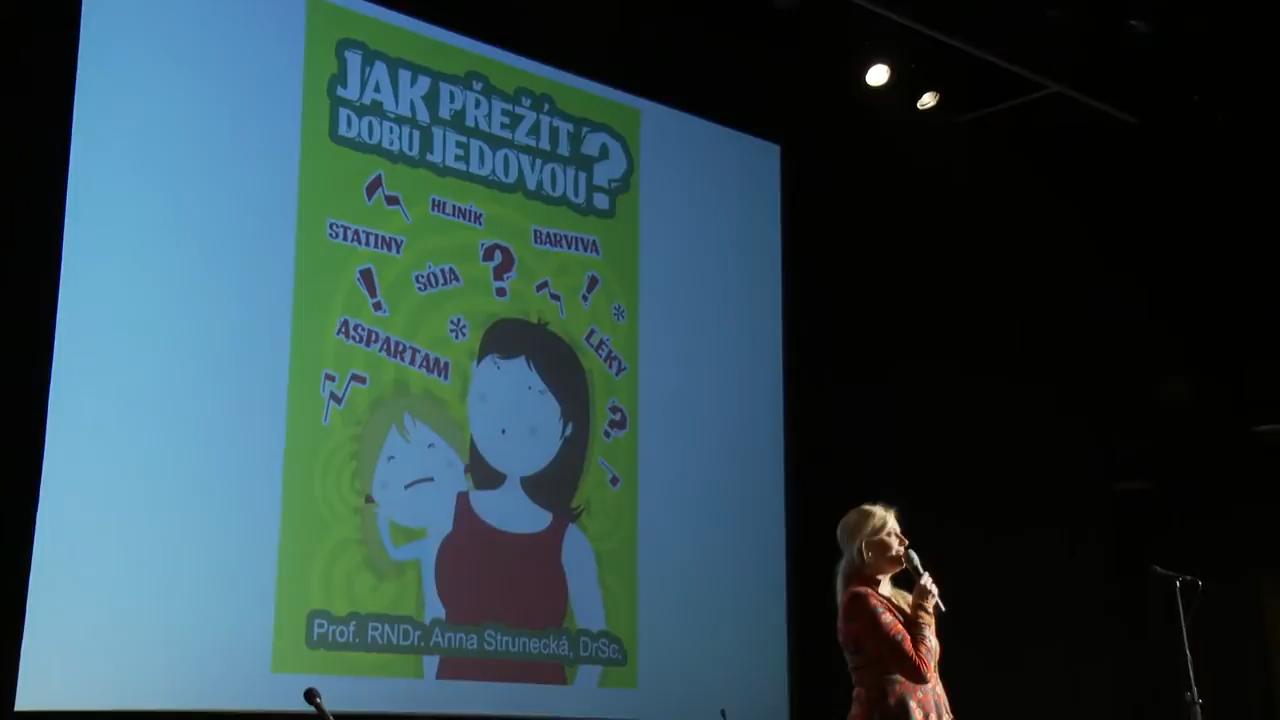 JAK PŘEŽÍT
DOBU JEDOVOU?
HLINÍK
STATINY
BARVIVA
SÓJA
ASPARTAM
LÉKY
Prof. RNDr. Anna Strunecká, DrSc.